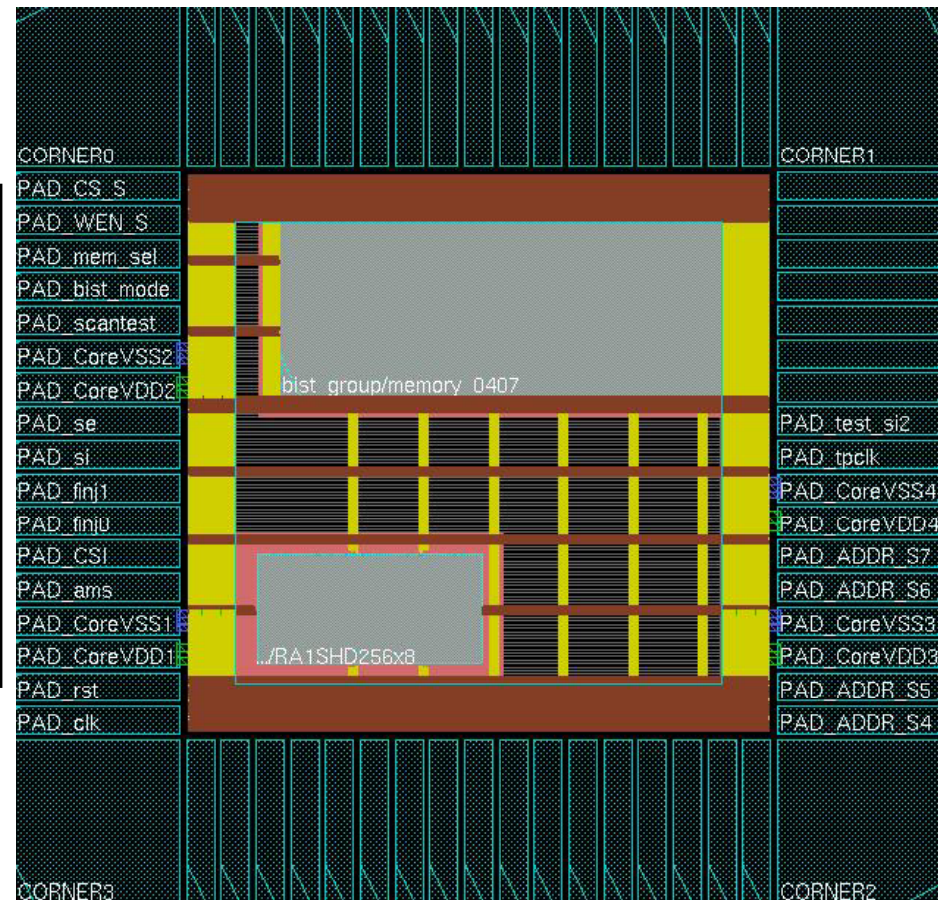 CORNER0
CORNER1
PAD_CS_S
PAD_WEN_S
PAD_mem_sel
PAD_bist_mode
PAD_scantest
PAD_CoreVSS2
PAD_CoreVDD2
PAD_se
PAD_si
PAD_finj1
PAD_finj0
PAD_CSI
PAD_ams
PAD_CoreVSS1
PAD_CoreVDD1
PAD_rst
PAD_clk
bist_group/memory_0407
.../RA1SHD256x8
PAD_test_si2
PAD_tpclk
PAD_CoreVSS4
PAD_CoreVDD4
PAD_ADDR_S7
PAD_ADDR_S6
PAD_CoreVSS3
PAD_CoreVDD3
PAD_ADDR_S5
PAD_ADDR_S4
CORNER3
CORNER2